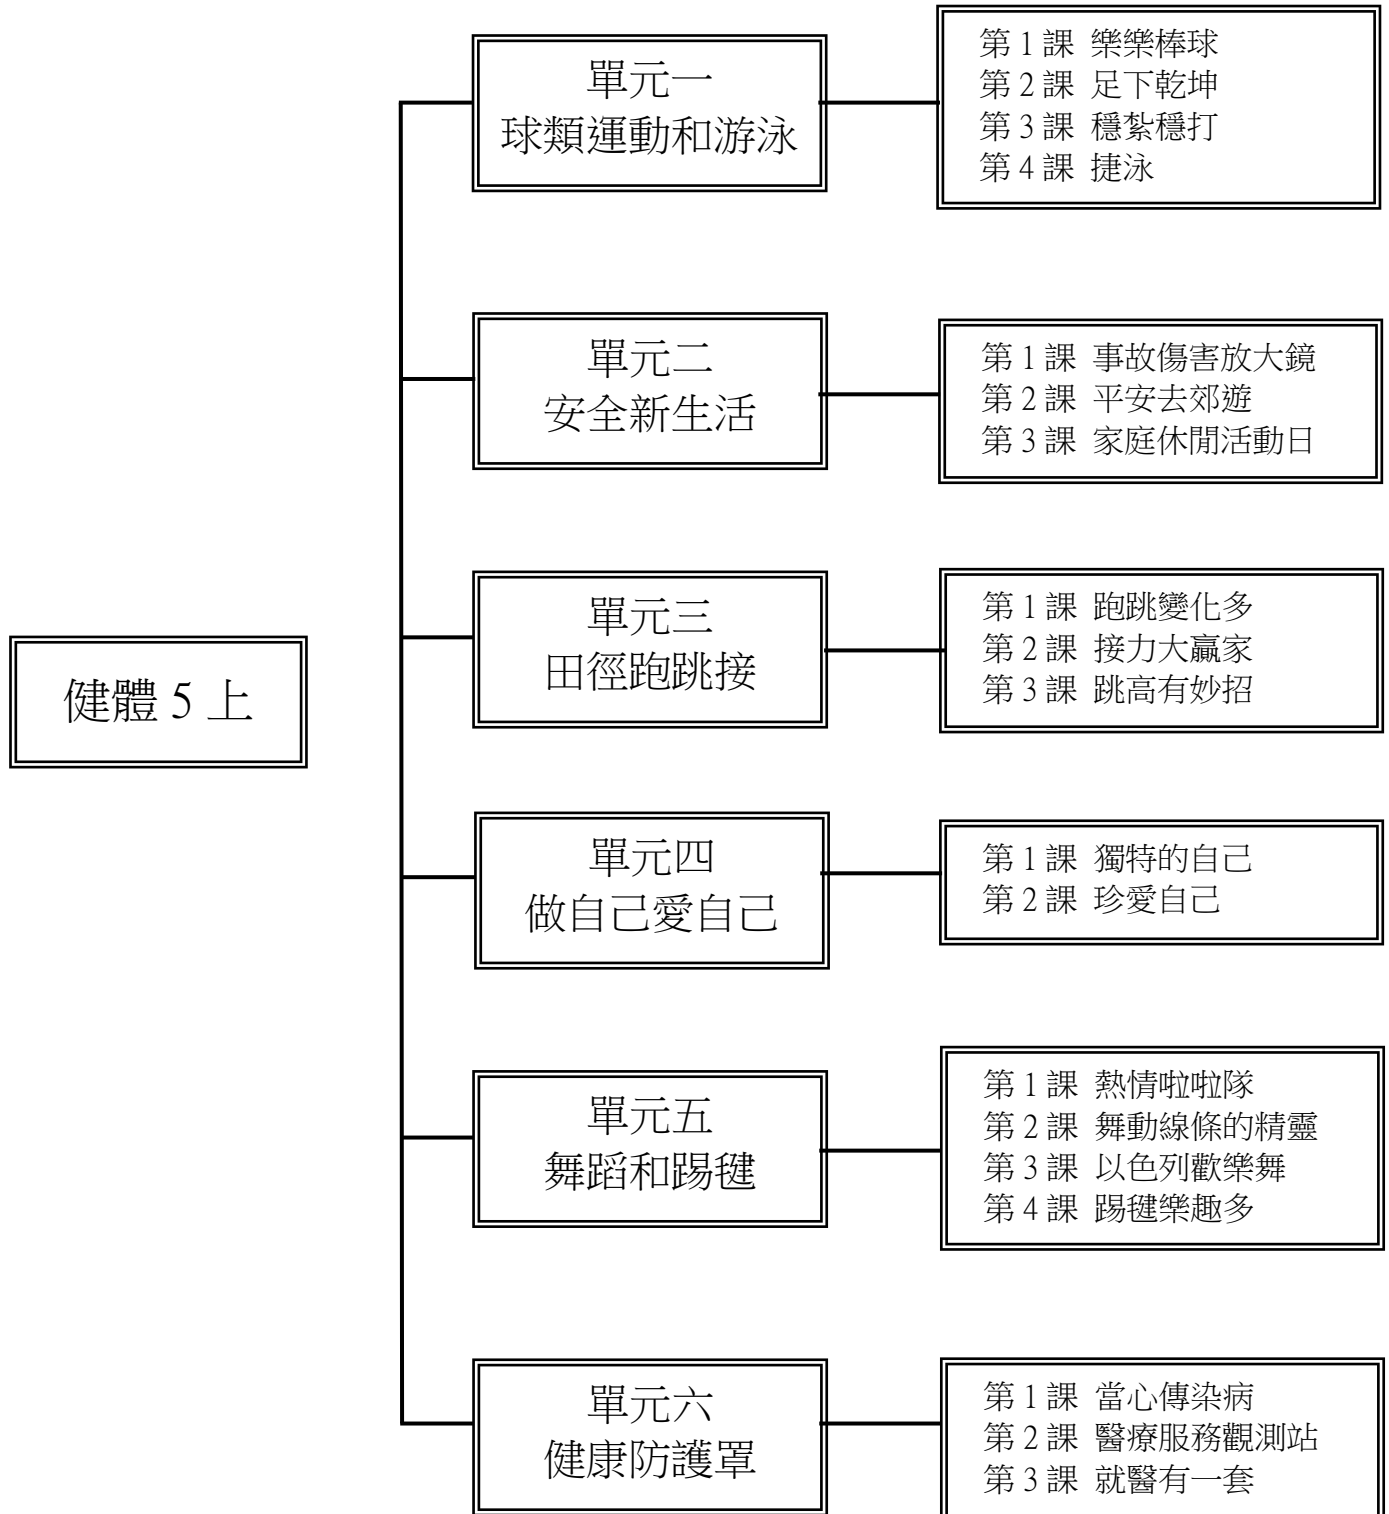 健體 5 上
單元一
球類運動和游泳
第 1 課 樂樂棒球
第 2 課 足下乾坤
第 3 課 穩紮穩打
第 4 課 捷泳
單元二
安全新生活
第 1 課 事故傷害放大鏡
第 2 課 平安去郊遊
第 3 課 家庭休閒活動日
單元三
田徑跑跳接
第 1 課 跑跳變化多
第 2 課 接力大贏家
第 3 課 跳高有妙招
單元四
做自己愛自己
第 1 課 獨特的自己
第 2 課 珍愛自己
單元五
舞蹈和踢毽
第 1 課 熱情啦啦隊
第 2 課 舞動線條的精靈
第 3 課 以色列歡樂舞
第 4 課 踢毽樂趣多
單元六
健康防護罩
第 1 課 當心傳染病
第 2 課 醫療服務觀測站
第 3 課 就醫有一套